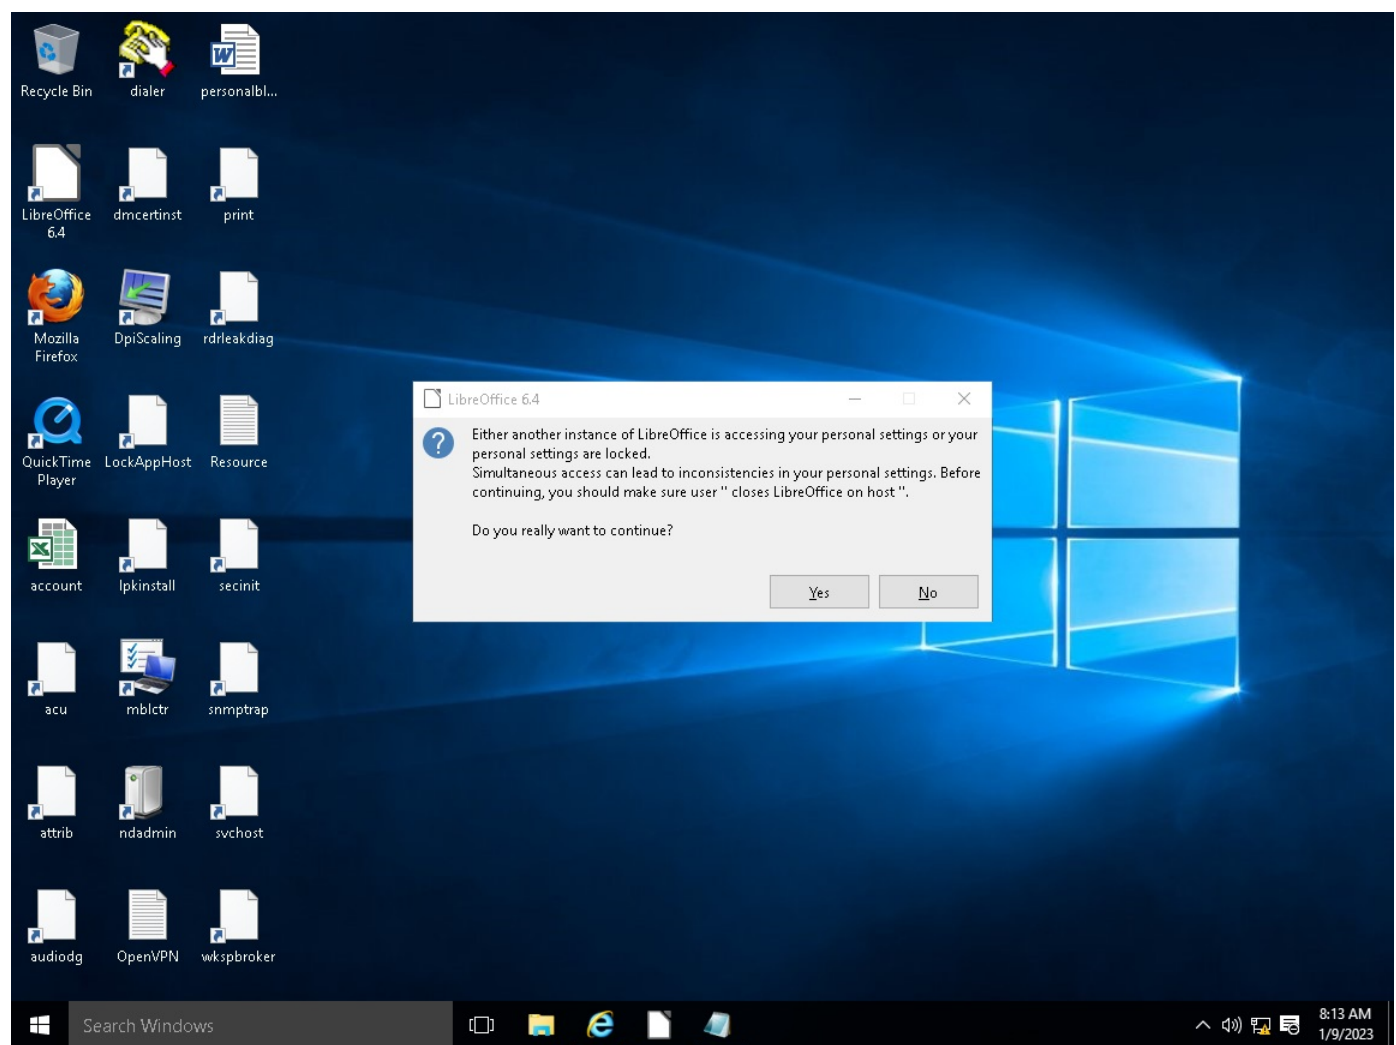 Recycle Bin
dialer
personalbl...
LibreOffice
6.4
dmcertinst
print
Mozilla
Firefox
DpiScaling
rdrleakdiag
QuickTime
Player
LockAppHost
Resource
account
lpkinstall
secinit
acu
mblctr
snmptrap
attrib
ndadmin
svchost
audiodg
OpenVPN
wkspbroker
LibreOffice 6.4
Either another instance of LibreOffice is accessing your personal settings or your
personal settings are locked.
Simultaneous access can lead to inconsistencies in your personal settings. Before
continuing, you should make sure user '' closes LibreOffice on host ''.
Do you really want to continue?
Yes
No
Search Windows
8:13 AM
1/9/2023